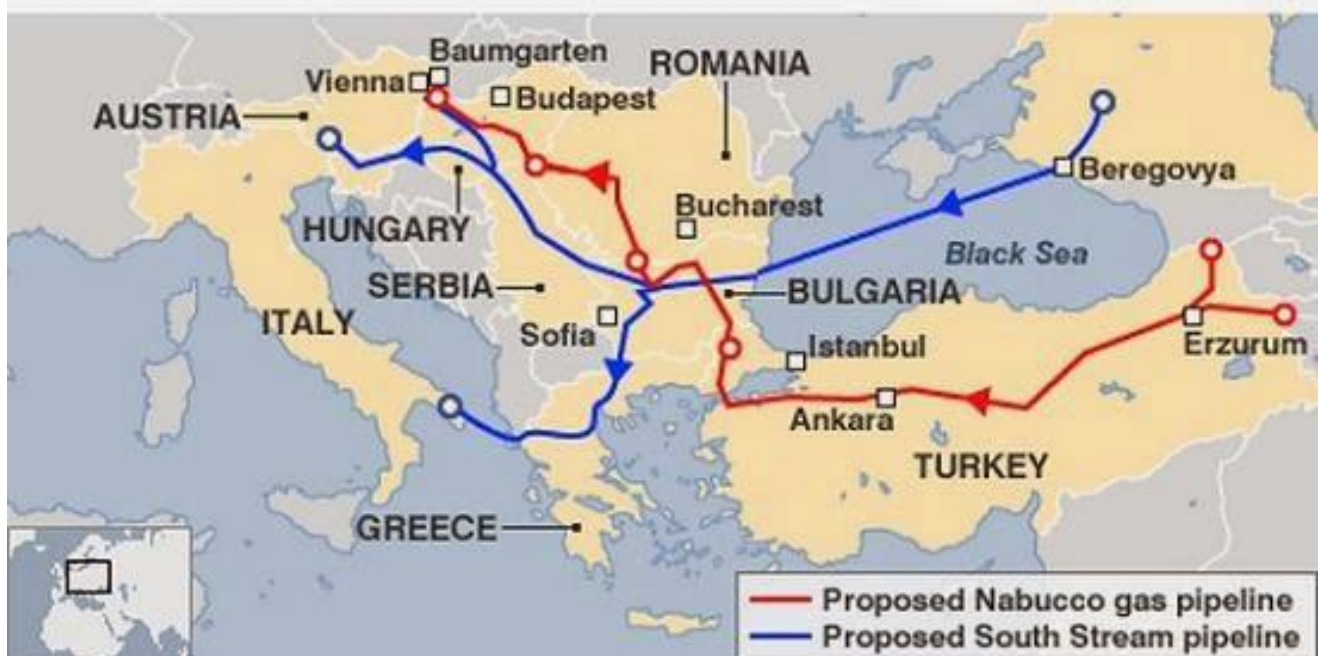 Baumgarten
Vienna
Budapest
ROMANIA
AUSTRIA
Beregovya
Bucharest
HUNGARY
Black Sea
SERBIA
BULGARIA
ITALY
Sofia
Istanbul
Erzurum
Ankara
TURKEY
GREECE
Proposed Nabucco gas pipeline
Proposed South Stream pipeline